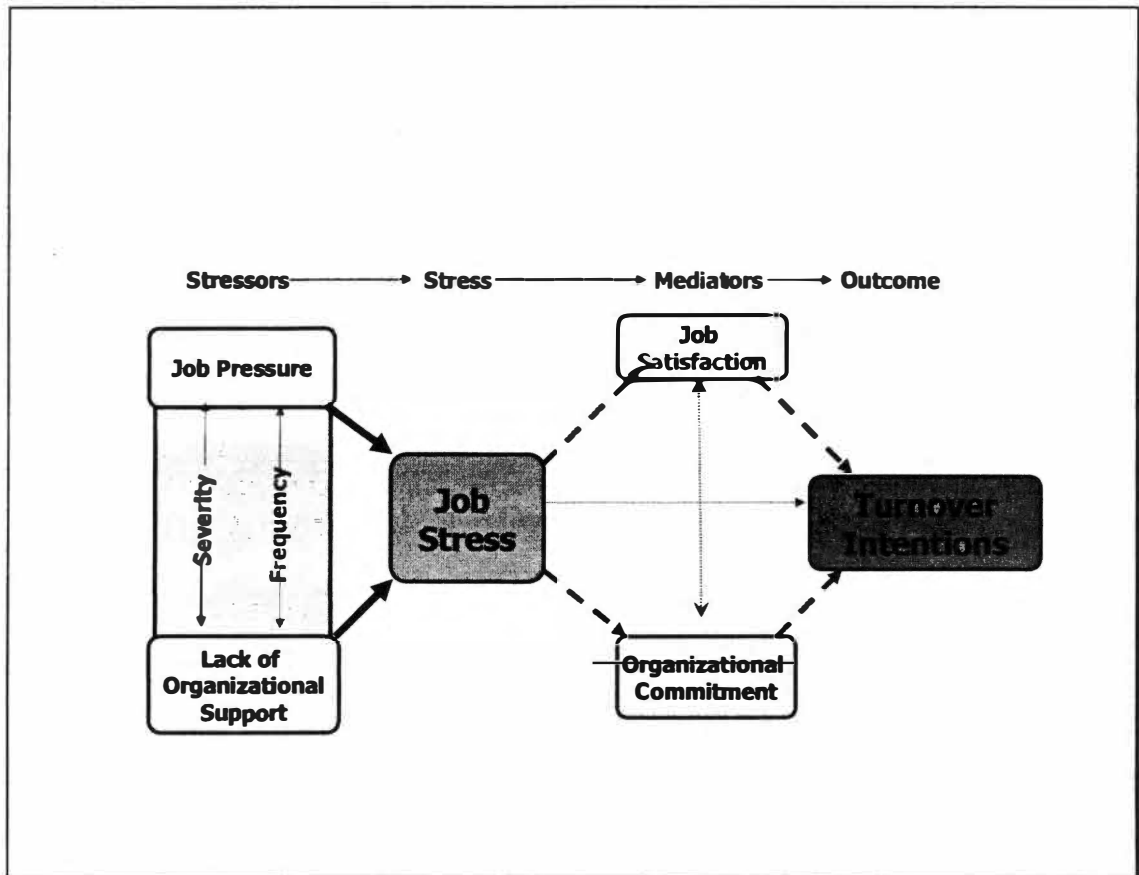 Stressors
Stress
Mediators
Outcome
Job Pressure
Severity
Frequency
Lack of
Organizational
Support
Job
Stress
Job
Satisfaction
Organizational
Commitment
Turnover
Intentions